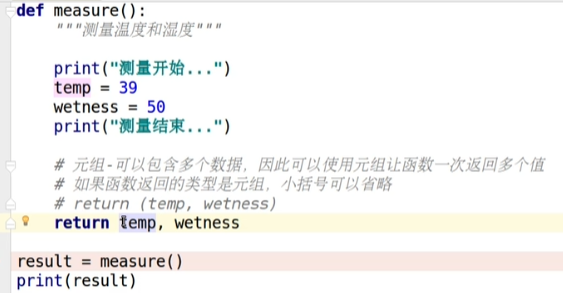 def measure():
"""测量温度和湿度"""
print("测量开始...")
temp = 39
wetness = 50
print("测量结束...")
# 元组-可以包含多个数据，因此可以使用元组让函数一次返回多个值
# 如果函数返回的类型是元组，小括号可以省略
# return (temp, wetness)
return temp, wetness
result = measure()
print(result)